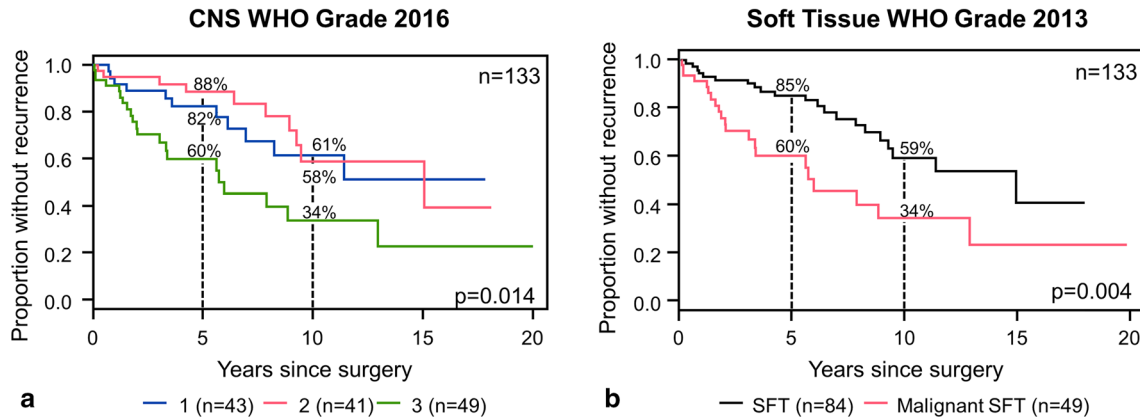 CNS WHO Grade 2016
Proportion without recurrence
1.0
0.8
0.6
0.4
0.2
0.0
n=133
88%
82%
60%
61%
58%
34%
p=0.014
0 5 10 15 20
Years since surgery
a 1 (n=43) 2 (n=41) 3 (n=49)
Soft Tissue WHO Grade 2013
Proportion without recurrence
1.0
0.8
0.6
0.4
0.2
0.0
n=133
85%
60%
59%
34%
p=0.004
0 5 10 15 20
Years since surgery
b SFT (n=84) Malignant SFT (n=49)